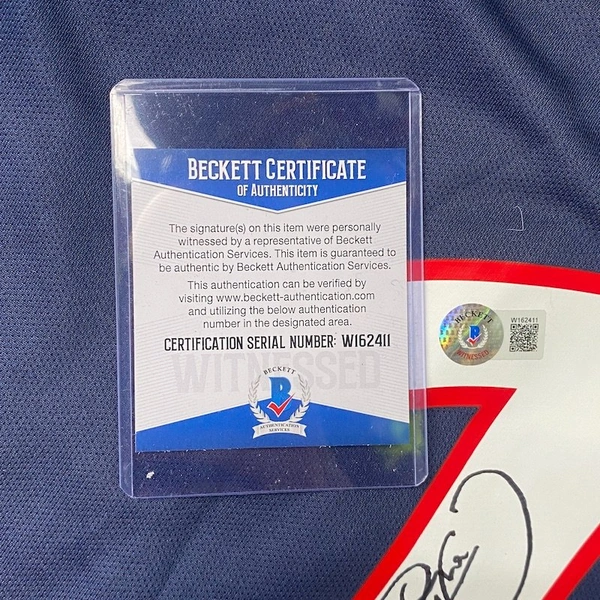 BECKETT CERTIFICATE
OF AUTHENTICITY
The signature(s) on this item were personally
witnessed by a representative of Beckett
Authentication Services. This item is guaranteed to
be authentic by Beckett Authentication Services.
This authentication can be verified by
visiting www.beckett-authentication.com
and utilizing the below authentication
number in the designated area.
CERTIFICATION SERIAL NUMBER: W162411
WITNESSED
BECKETT
B
AUTHENTICATION
SERVICES
BECKETT
B
WITNESSED
W162411